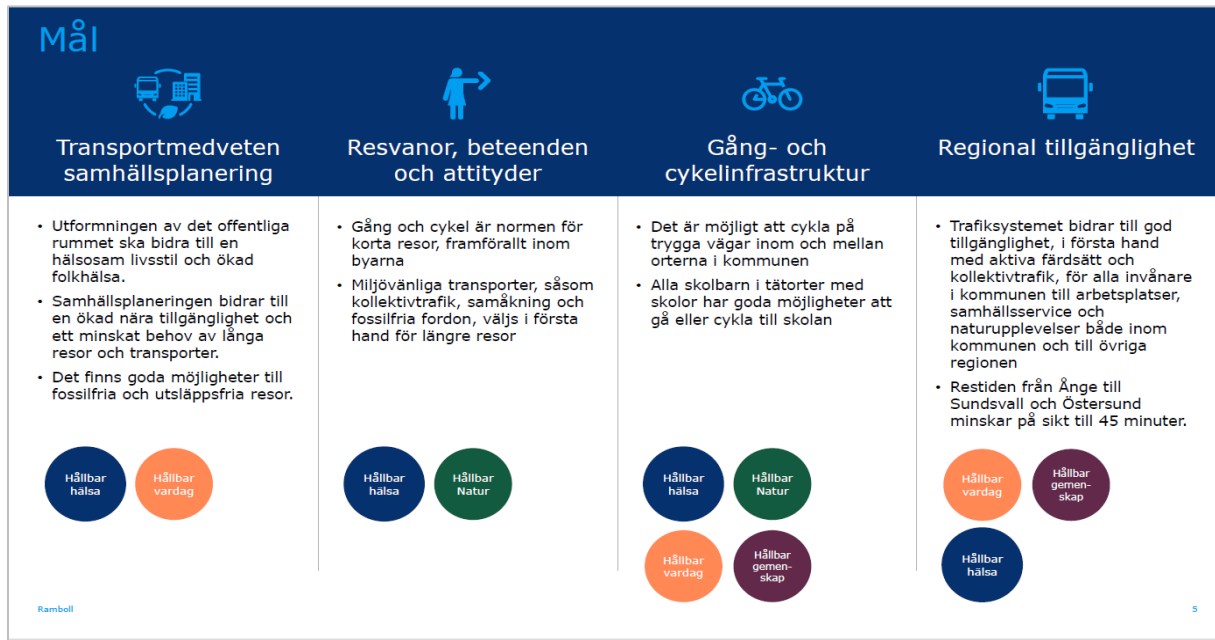 Mål
Transportmedveten
samhällsplanering
• Utformningen av det offentliga
rummet ska bidra till en
hälsosam livsstil och ökad
folkhälsa.
• Samhällsplaneringen bidrar till
en ökad nära tillgänglighet och
ett minskat behov av långa
resor och transporter.
• Det finns goda möjligheter till
fossilfria och utsläppsfria resor.
Hållbar
hälsa
Hållbar
vardag
Resvanor, beteenden
och attityder
• Gång och cykel är normen för
korta resor, framförallt inom
byarna
• Miljövänliga transporter, såsom
kollektivtrafik, samåkning och
fossilfria fordon, väljs i första
hand för längre resor
Hållbar
hälsa
Hållbar
Natur
Gång- och
cykelinfrastruktur
• Det är möjligt att cykla på
trygga vägar inom och mellan
orterna i kommunen
• Alla skolbarn i tätorter med
skolor har goda möjligheter att
gå eller cykla till skolan
Hållbar
hälsa
Hållbar
Natur
Hållbar
vardag
Hållbar
gemen-
skap
Regional tillgänglighet
• Trafiksystemet bidrar till god
tillgänglighet, i första hand
med aktiva färdsätt och
kollektivtrafik, för alla invånare
i kommunen till arbetsplatser,
samhällsservice och
naturupplevelser både inom
kommunen och till övriga
regionen
• Restiden från Ånge till
Sundsvall och Östersund
minskar på sikt till 45 minuter.
Hållbar
vardag
Hållbar
gemen-
skap
Hållbar
hälsa
Ramboll
5